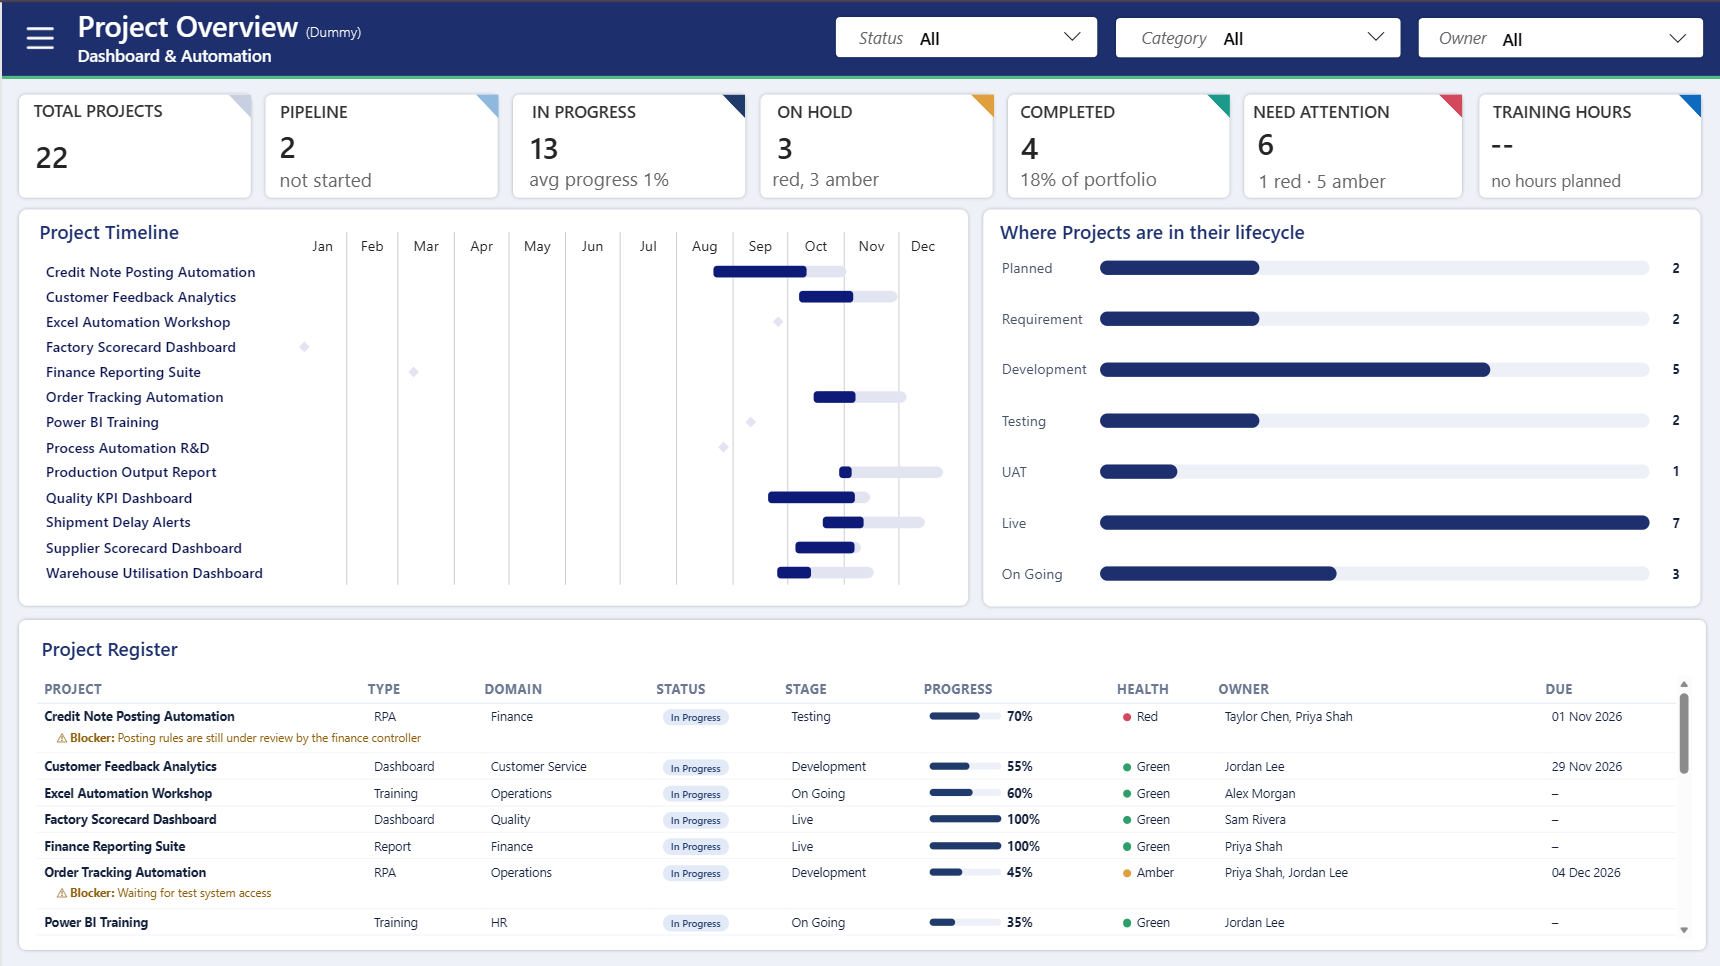 Project Overview (Dummy)
Dashboard & Automation
Status All
Category All
Owner All
TOTAL PROJECTS
22
PIPELINE
2
not started
IN PROGRESS
13
avg progress 1%
ON HOLD
3
red, 3 amber
COMPLETED
4
18% of portfolio
NEED ATTENTION
6
1 red · 5 amber
TRAINING HOURS
--
no hours planned
Project Timeline
Jan Feb Mar Apr May Jun Jul Aug Sep Oct Nov Dec
Credit Note Posting Automation
Customer Feedback Analytics
Excel Automation Workshop
Factory Scorecard Dashboard
Finance Reporting Suite
Order Tracking Automation
Power BI Training
Process Automation R&D
Production Output Report
Quality KPI Dashboard
Shipment Delay Alerts
Supplier Scorecard Dashboard
Warehouse Utilisation Dashboard
Where Projects are in their lifecycle
Planned 2
Requirement 2
Development 5
Testing 2
UAT 1
Live 7
On Going 3
Project Register
PROJECT TYPE DOMAIN STATUS STAGE PROGRESS HEALTH OWNER DUE
Credit Note Posting Automation RPA Finance In Progress Testing 70% Red Taylor Chen, Priya Shah 01 Nov 2026
⚠ Blocker: Posting rules are still under review by the finance controller
Customer Feedback Analytics Dashboard Customer Service In Progress Development 55% Green Jordan Lee 29 Nov 2026
Excel Automation Workshop Training Operations In Progress On Going 60% Green Alex Morgan –
Factory Scorecard Dashboard Dashboard Quality In Progress Live 100% Green Sam Rivera –
Finance Reporting Suite Report Finance In Progress Live 100% Green Priya Shah –
Order Tracking Automation RPA Operations In Progress Development 45% Amber Priya Shah, Jordan Lee 04 Dec 2026
⚠ Blocker: Waiting for test system access
Power BI Training Training HR In Progress On Going 35% Green Jordan Lee –